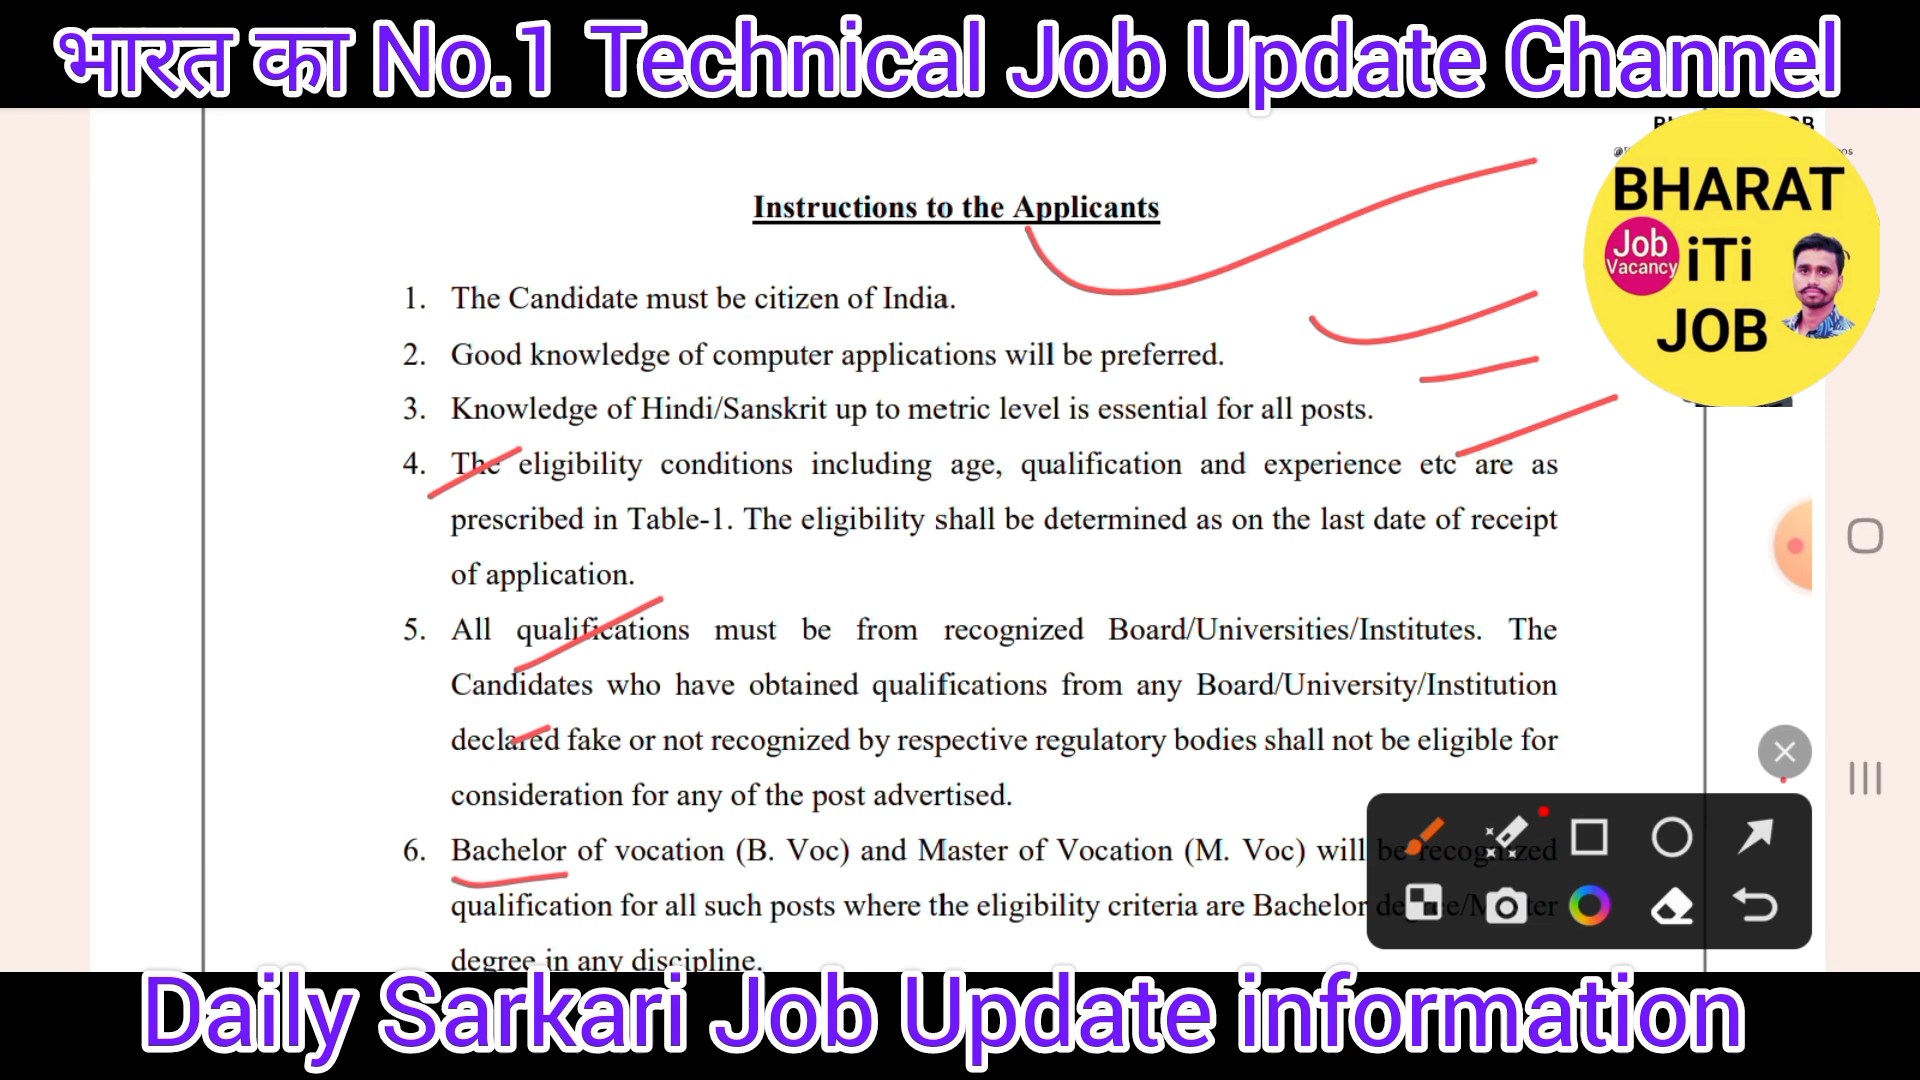 भारत का No.1 Technical Job Update Channel
BHARAT
Job
Vacancy
iTi
JOB
Instructions to the Applicants
1. The Candidate must be citizen of India.
2. Good knowledge of computer applications will be preferred.
3. Knowledge of Hindi/Sanskrit up to metric level is essential for all posts.
4. The eligibility conditions including age, qualification and experience etc are as
prescribed in Table-1. The eligibility shall be determined as on the last date of receipt
of application.
5. All qualifications must be from recognized Board/Universities/Institutes. The
Candidates who have obtained qualifications from any Board/University/Institution
declared fake or not recognized by respective regulatory bodies shall not be eligible for
consideration for any of the post advertised.
6. Bachelor of vocation (B. Voc) and Master of Vocation (M. Voc) will be recognized
qualification for all such posts where the eligibility criteria are Bachelor
degree in any discipline.
Daily Sarkari Job Update information